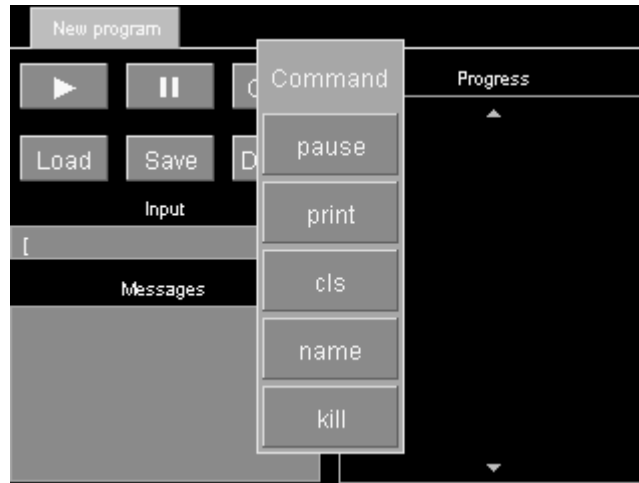 New program
Command
Progress
pause
Load
Save
Input
print
[
cls
Messages
name
kill